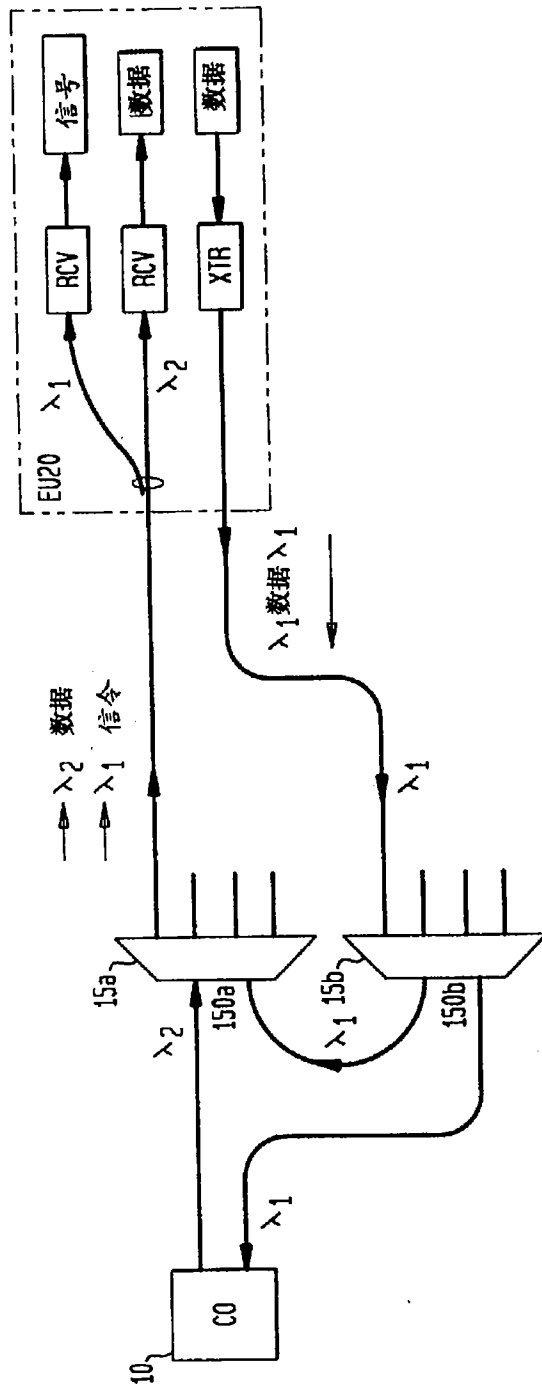 EU20
λ1
RCV
信号
λ2
RCV
数据
XTR
数据
λ2 数据
λ1 信令
λ1数据λ1
λ1
15a
150a
λ2
15b
150b
λ1
λ1
10
CO